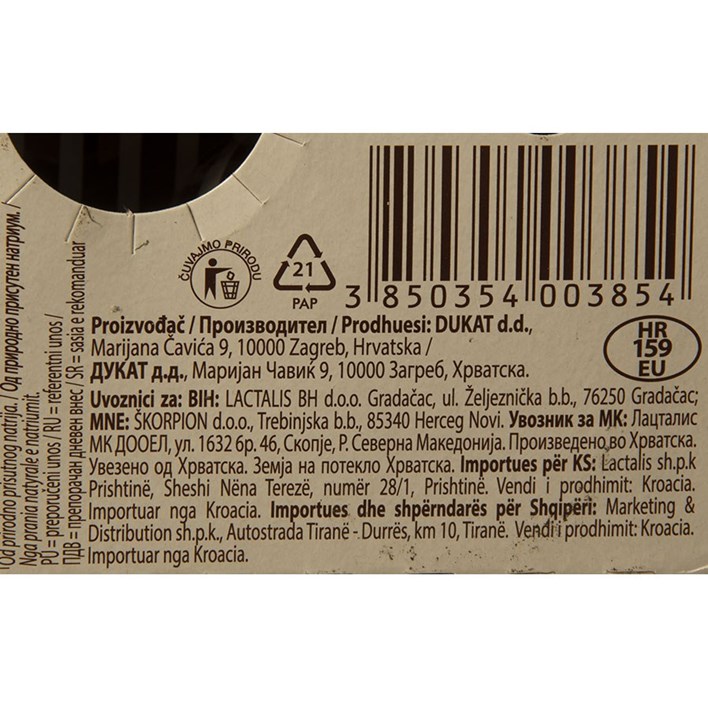 ČUVAJMO PRIRODU
21
PAP
3 850354 003854
HR
159
EU
Proizvođač / Производител / Prodhuesi: DUKAT d.d.,
Marijana Čavića 9, 10000 Zagreb, Hrvatska /
ДУКАТ д.д., Маријан Чавиќ 9, 10000 Загреб, Хрватска.
Uvoznici za: BIH: LACTALIS BH d.o.o. Gradačac, ul. Željeznička b.b., 76250 Gradačac;
MNE: ŠKORPION d.o.o., Trebinjska b.b., 85340 Herceg Novi. Увозник за МК: Лацталис
МК ДООЕЛ, ул. 1632 бр. 46, Скопје, Р. Северна Македонија. Произведено во Хрватска.
Увезено од Хрватска. Земја на потекло Хрватска. Importues për KS: Lactalis sh.p.k
Prishtinë, Sheshi Nëna Terezë, numër 28/1, Prishtinë. Vendi i prodhimit: Kroacia.
Importuar nga Kroacia. Importues dhe shpërndarës për Shqipëri: Marketing &
Distribution sh.p.k., Autostrada Tiranë - Durrës, km 10, Tiranë. Vendi i prodhimit: Kroacia.
Importuar nga Kroacia.
*Od prirodno prisutnog natrija. / Од природно присутен натриум. /
Nga prania natyrale e natriumit.
PU = preporučeni unos / RU = referentni unos /
ПДВ = препорачан дневен внес / SR = sasia e rekomanduar